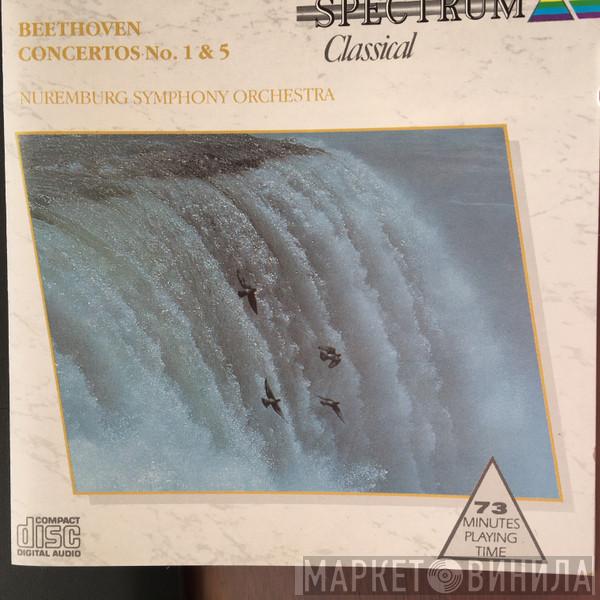 BEETHOVEN
CONCERTOS No. 1 & 5
NUREMBURG SYMPHONY ORCHESTRA
SPECTRUM
Classical
73
MINUTES
PLAYING
TIME
COMPACT
disc
DIGITAL AUDIO
МАРКЕТ ВИНИЛА